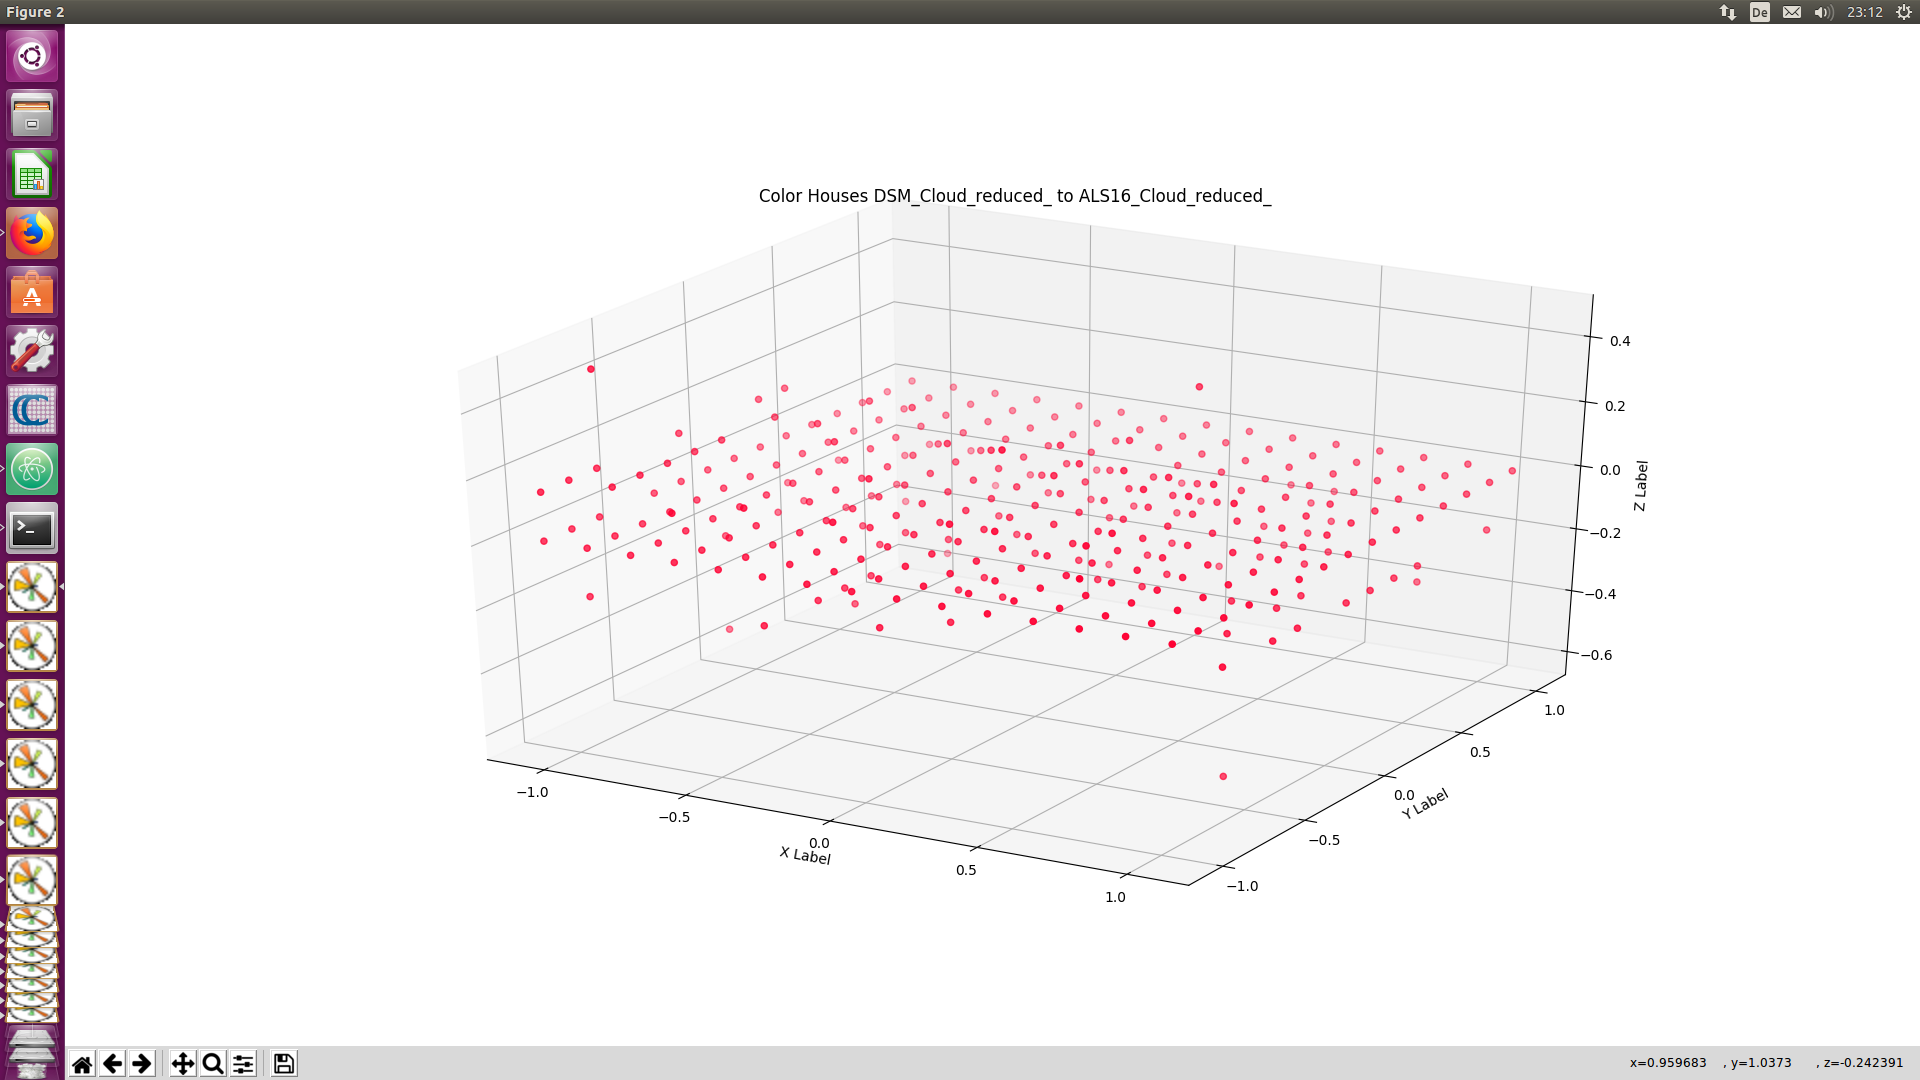 Figure 2
De
23:12
Color Houses DSM_Cloud_reduced_ to ALS16_Cloud_reduced_
0.4
0.2
0.0
−0.2
−0.4
−0.6
Z Label
1.0
0.5
0.0
−0.5
−1.0
Y Label
−1.0
−0.5
0.0
0.5
1.0
X Label
x=0.959683 , y=1.0373 , z=-0.242391